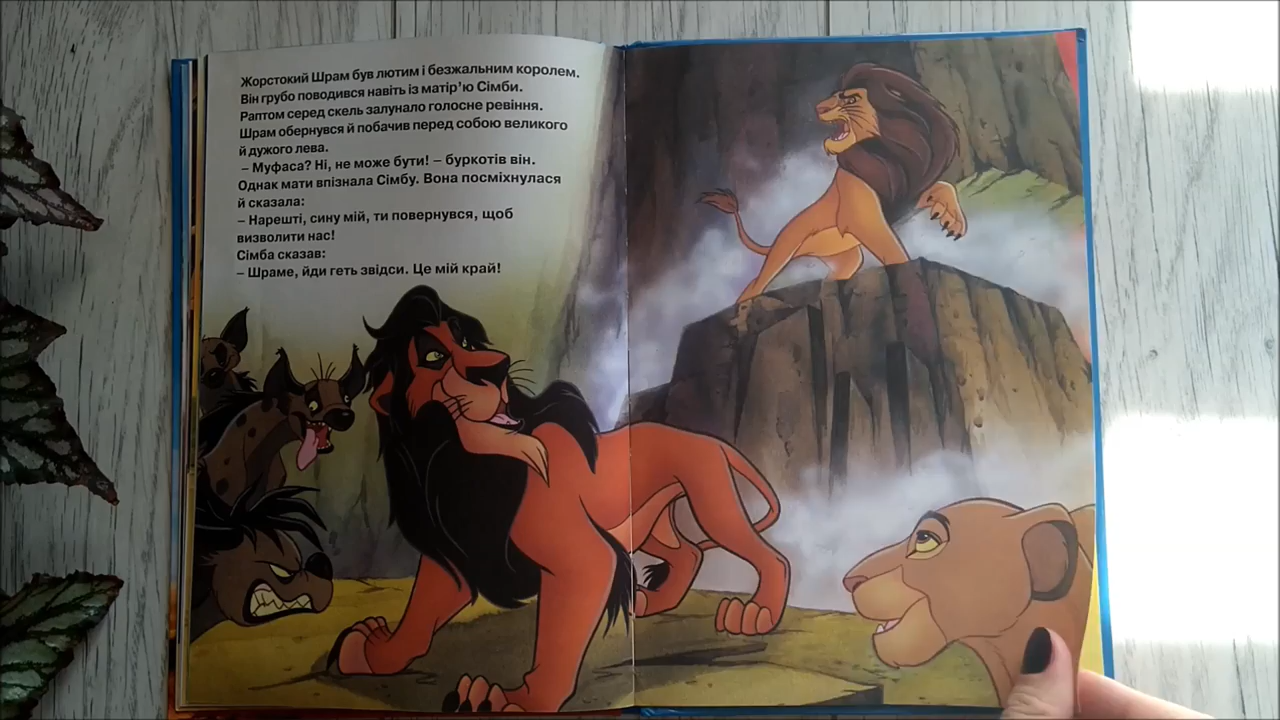 Жорстокий Шрам був лютим і безжальним королем.
Він грубо поводився навіть із матір’ю Сімби.
Раптом серед скель залунало голосне ревіння.
Шрам обернувся й побачив перед собою великого
й дужого лева.
– Муфаса? Ні, не може бути! – буркотів він.
Однак мати впізнала Сімбу. Вона посміхнулася
й сказала:
– Нарешті, сину мій, ти повернувся, щоб
визволити нас!
Сімба сказав:
– Шраме, йди геть звідси. Це мій край!